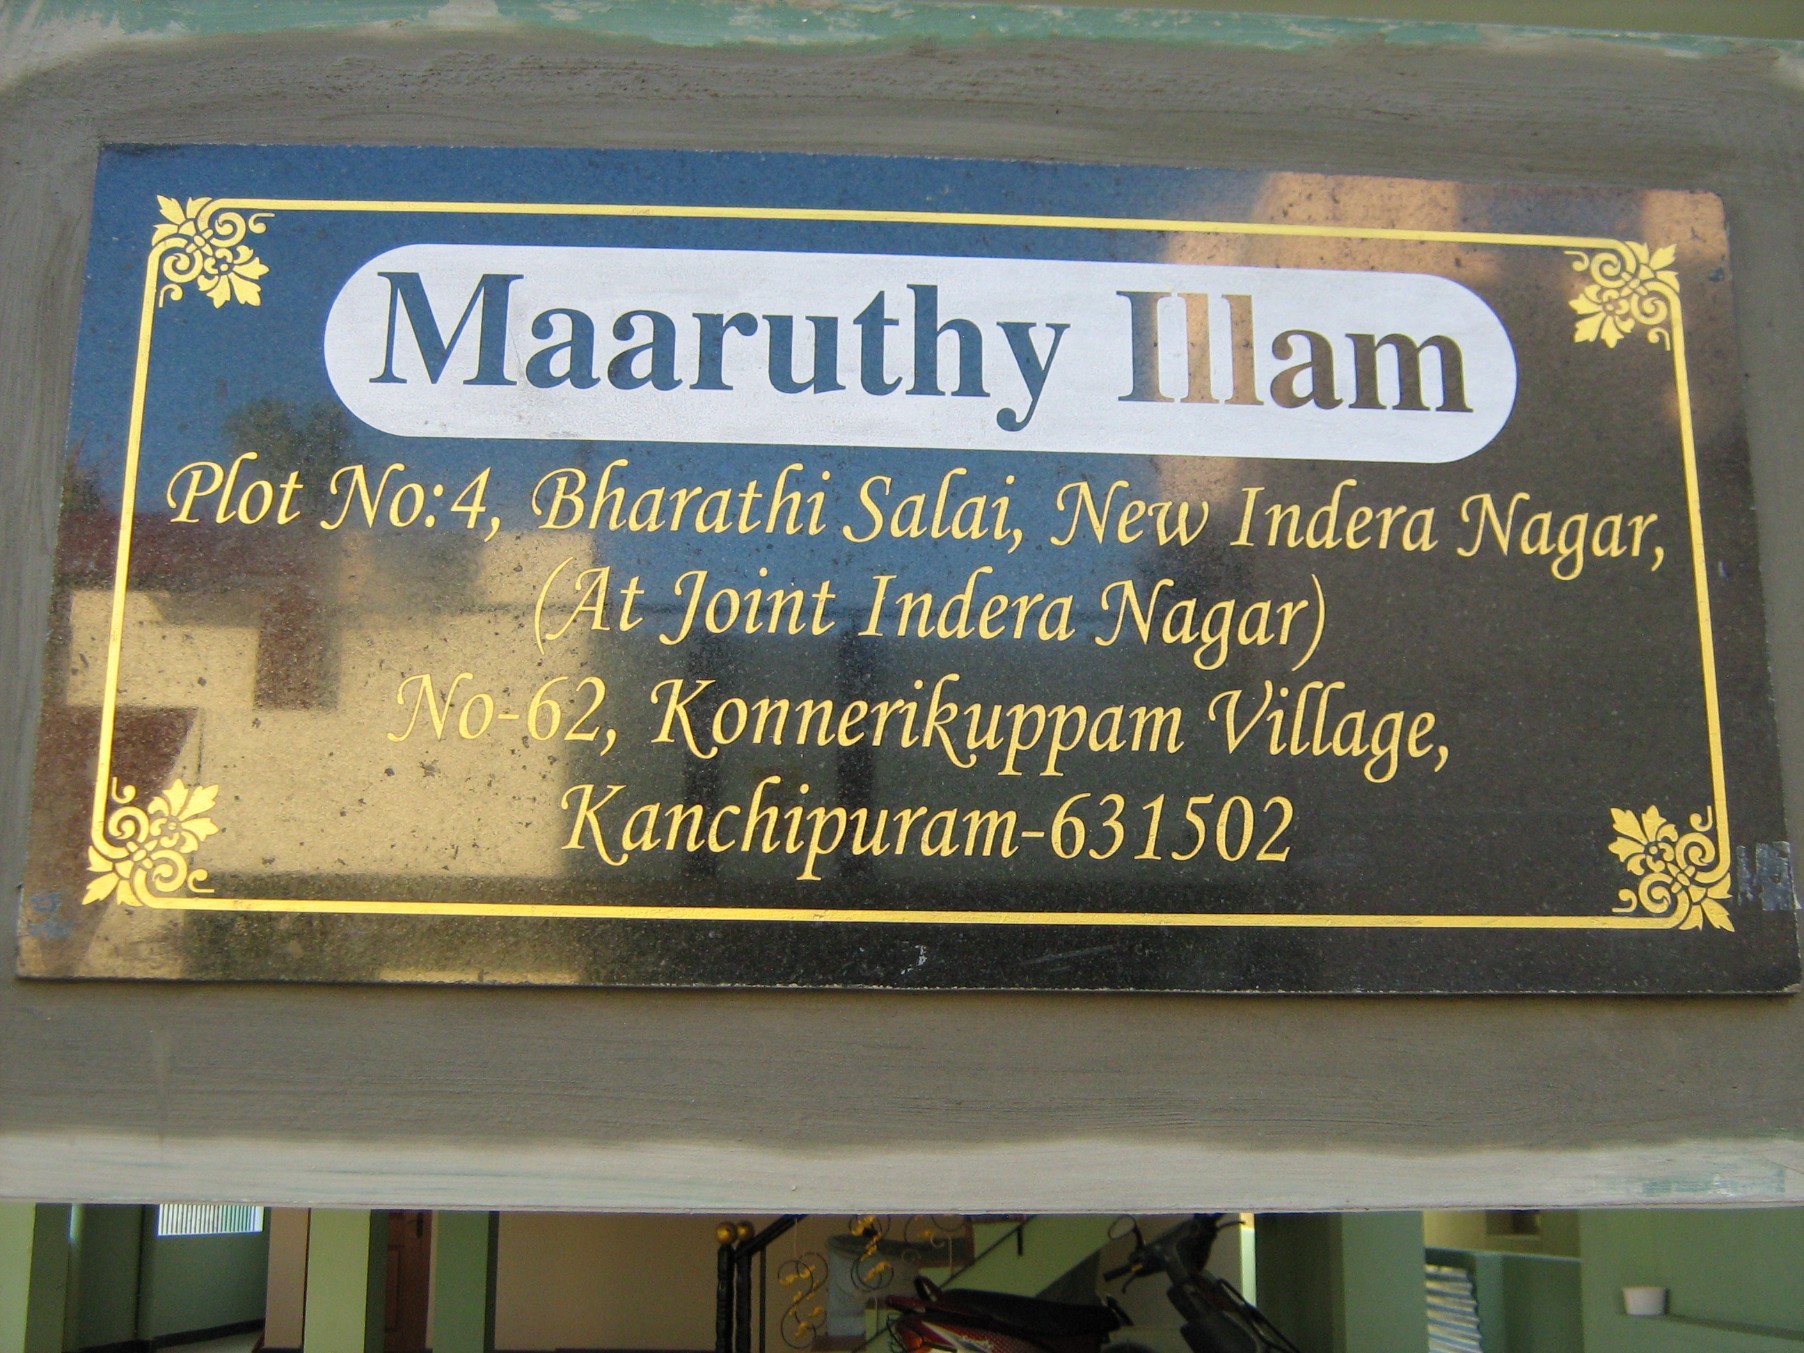 Maaruthy Illam
Plot No:4, Bharathi Salai, New Indera Nagar,
(At Joint Indera Nagar)
No-62, Konnerikuppam Village,
Kanchipuram-631502